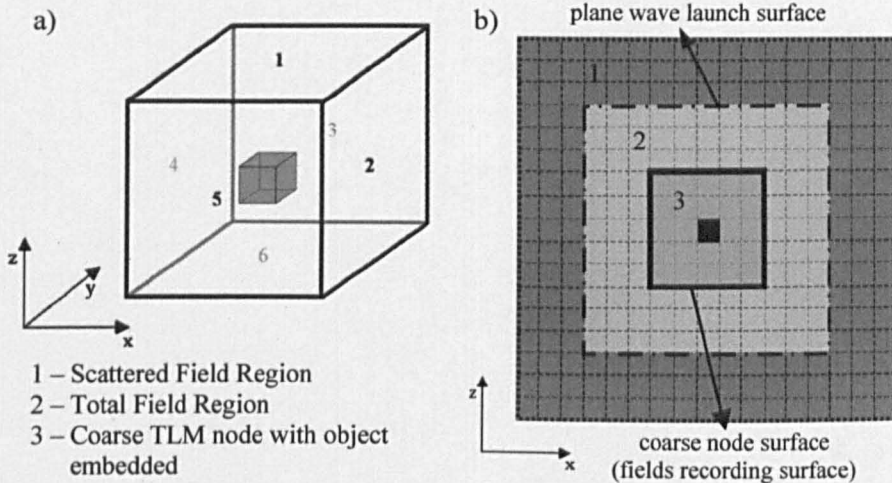 a)
1
3
4
2
5
6
z
y
x
1 – Scattered Field Region
2 – Total Field Region
3 – Coarse TLM node with object
embedded
b)
plane wave launch surface
1
2
3
z
x
coarse node surface
(fields recording surface)